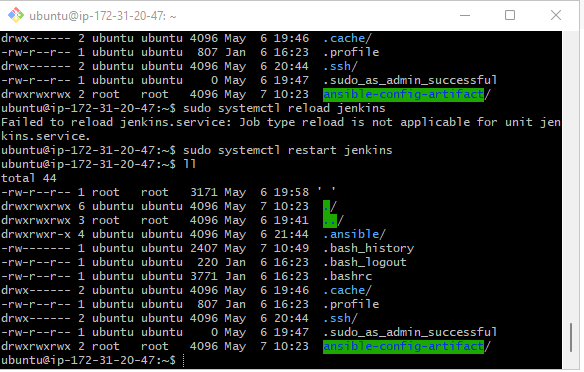 ubuntu@ip-172-31-20-47: ~
drwx------ 2 ubuntu ubuntu 4096 May  6 19:46  .cache/
-rw-r--r-- 1 ubuntu ubuntu  807 Jan  6 16:23  .profile
drwx------ 2 ubuntu ubuntu 4096 May  6 20:44  .ssh/
-rw-r--r-- 1 ubuntu ubuntu    0 May  6 19:47  .sudo_as_admin_successful
drwxrwxrwx 2 root   root   4096 May  7 10:23  ansible-config-artifact/
ubuntu@ip-172-31-20-47:~$ sudo systemctl reload jenkins
Failed to reload jenkins.service: Job type reload is not applicable for unit jen
kins.service.
ubuntu@ip-172-31-20-47:~$ sudo systemctl restart jenkins
ubuntu@ip-172-31-20-47:~$ ll
total 44
-rw-r--r-- 1 root   root   3171 May  6 19:58 ' '
drwxrwxrwx 6 ubuntu ubuntu 4096 May  7 10:23  ./
drwxrwxrwx 3 root   root   4096 May  6 19:41  ../
drwxrwxr-x 4 ubuntu ubuntu 4096 May  6 21:44  .ansible/
-rw------- 1 ubuntu ubuntu 2407 May  7 10:49  .bash_history
-rw-r--r-- 1 ubuntu ubuntu  220 Jan  6 16:23  .bash_logout
-rw-r--r-- 1 ubuntu ubuntu 3771 Jan  6 16:23  .bashrc
drwx------ 2 ubuntu ubuntu 4096 May  6 19:46  .cache/
-rw-r--r-- 1 ubuntu ubuntu  807 Jan  6 16:23  .profile
drwx------ 2 ubuntu ubuntu 4096 May  6 20:44  .ssh/
-rw-r--r-- 1 ubuntu ubuntu    0 May  6 19:47  .sudo_as_admin_successful
drwxrwxrwx 2 root   root   4096 May  7 10:23  ansible-config-artifact/
ubuntu@ip-172-31-20-47:~$